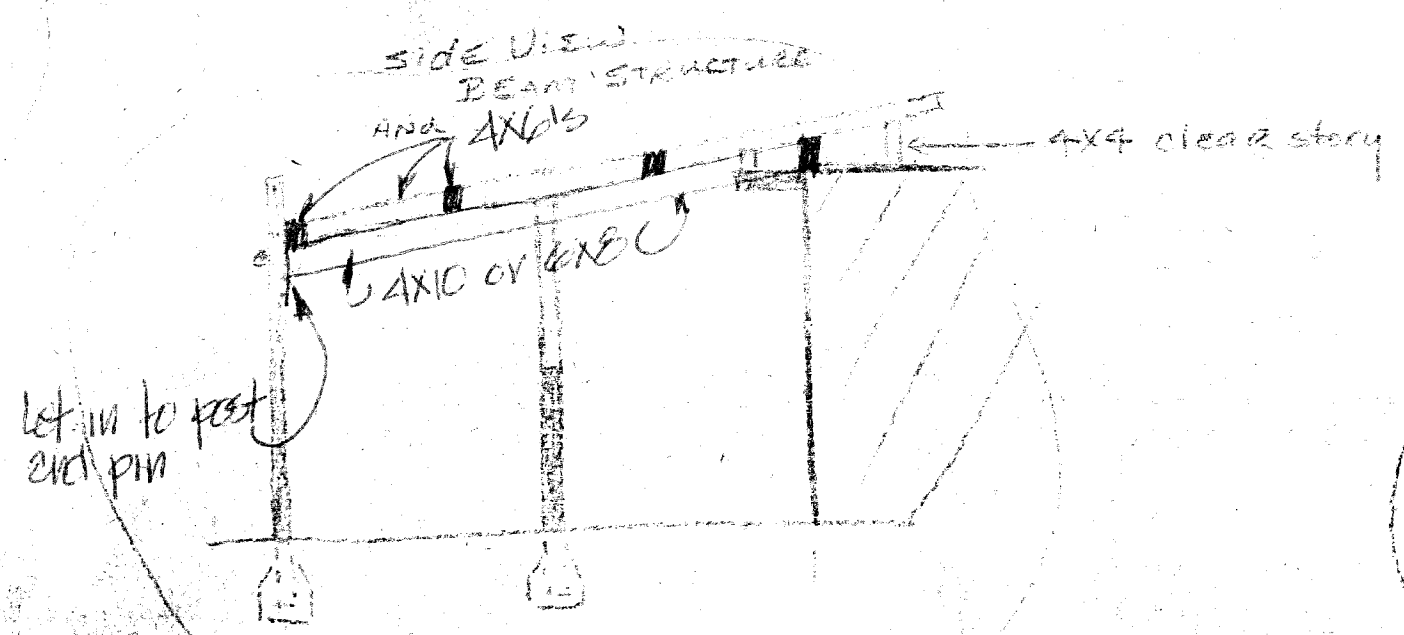 SIDE VIEW
BEAM STRUCTURE
AND 4X6's
4X4 clear story
4X10 or 6X8
Let in to post
and pin